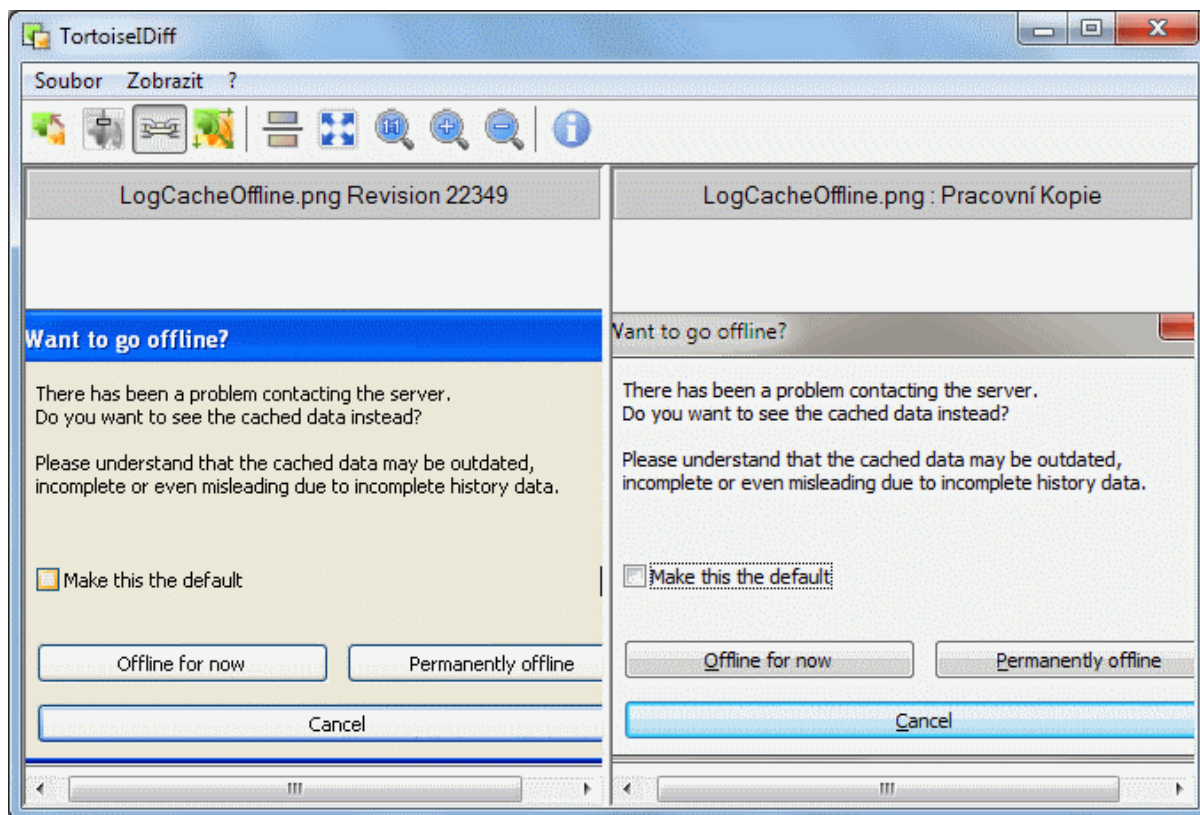 TortoiseIDiff
Soubor Zobrazit ?
1:1
LogCacheOffline.png Revision 22349
LogCacheOffline.png : Pracovní Kopie
Want to go offline?
There has been a problem contacting the server.
Do you want to see the cached data instead?
Please understand that the cached data may be outdated,
incomplete or even misleading due to incomplete history data.
Make this the default
Offline for now
Permanently offline
Cancel
Want to go offline?
There has been a problem contacting the server.
Do you want to see the cached data instead?
Please understand that the cached data may be outdated,
incomplete or even misleading due to incomplete history data.
Make this the default
Offline for now
Permanently offline
Cancel